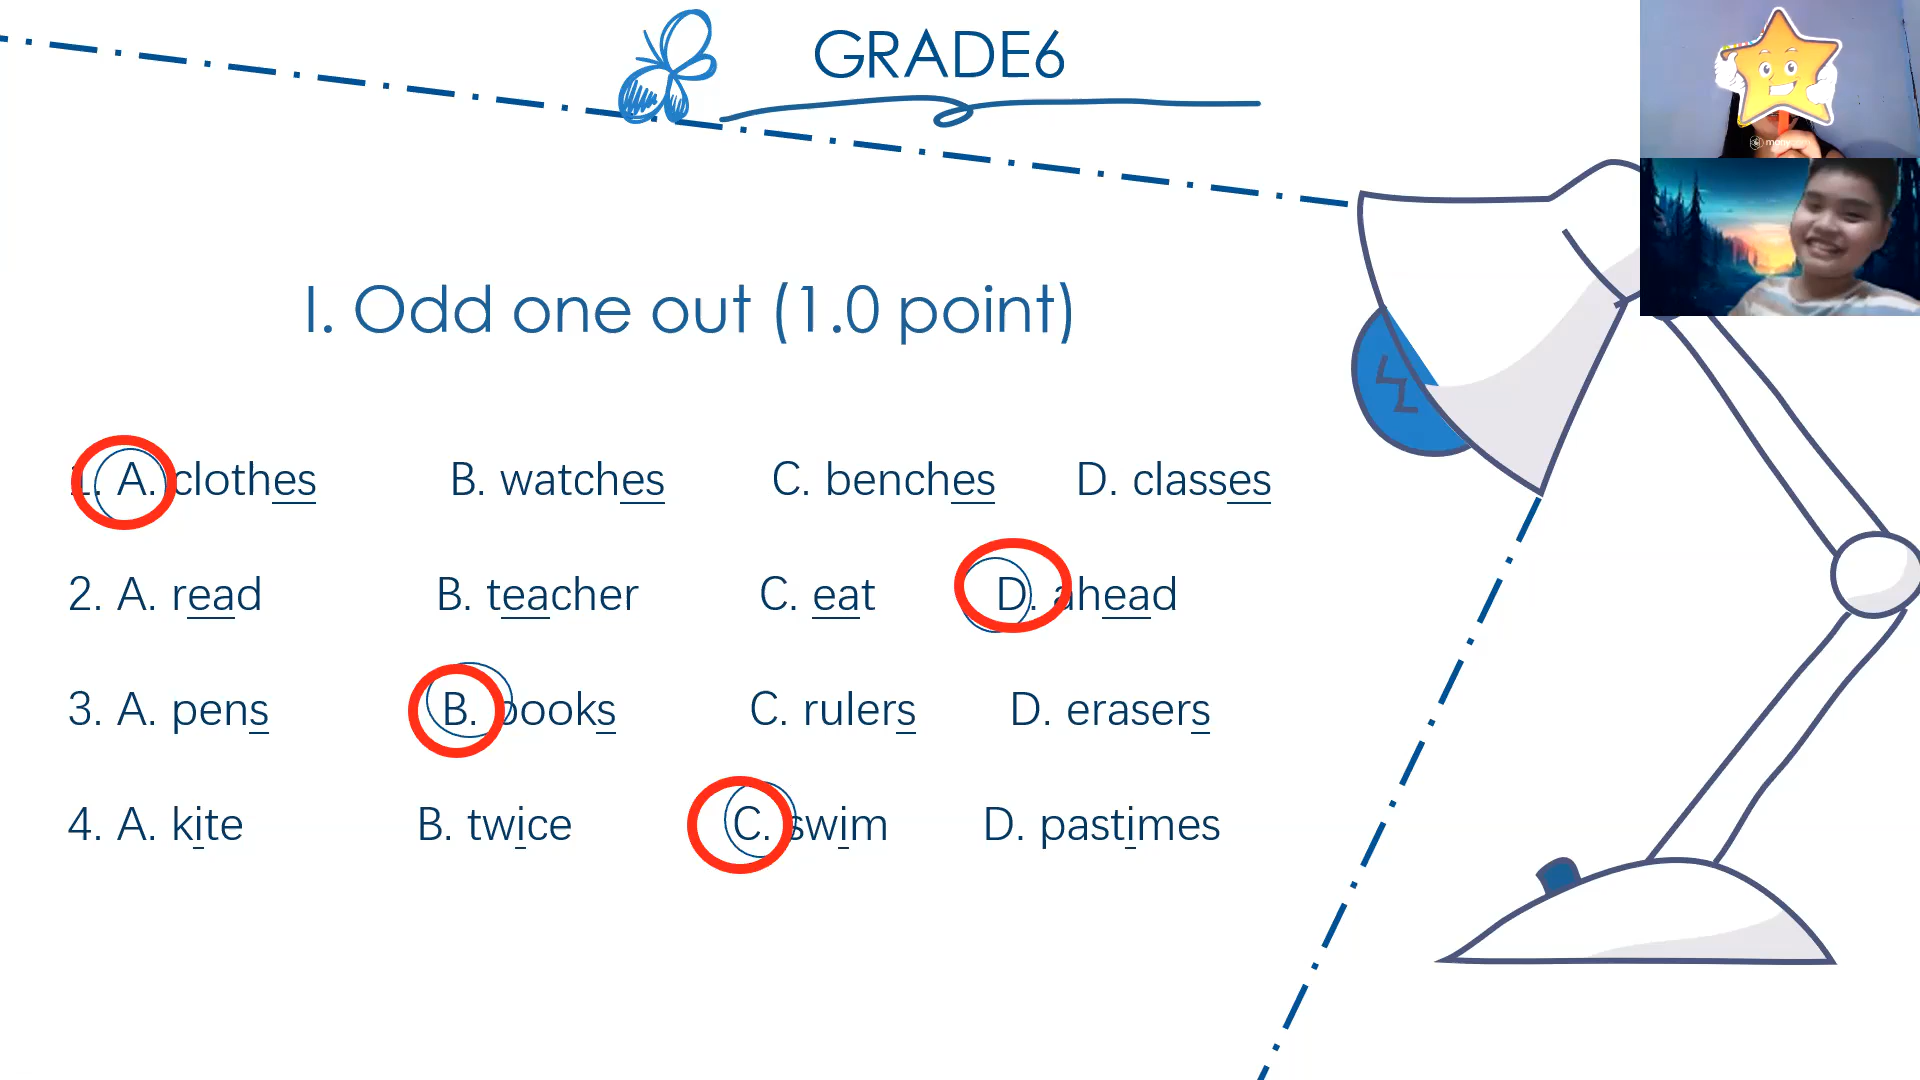 GRADE6
I. Odd one out (1.0 point)
1. A. clothes B. watches C. benches D. classes
2. A. read B. teacher C. eat D. ahead
3. A. pens B. books C. rulers D. erasers
4. A. kite B. twice C. swim D. pastimes